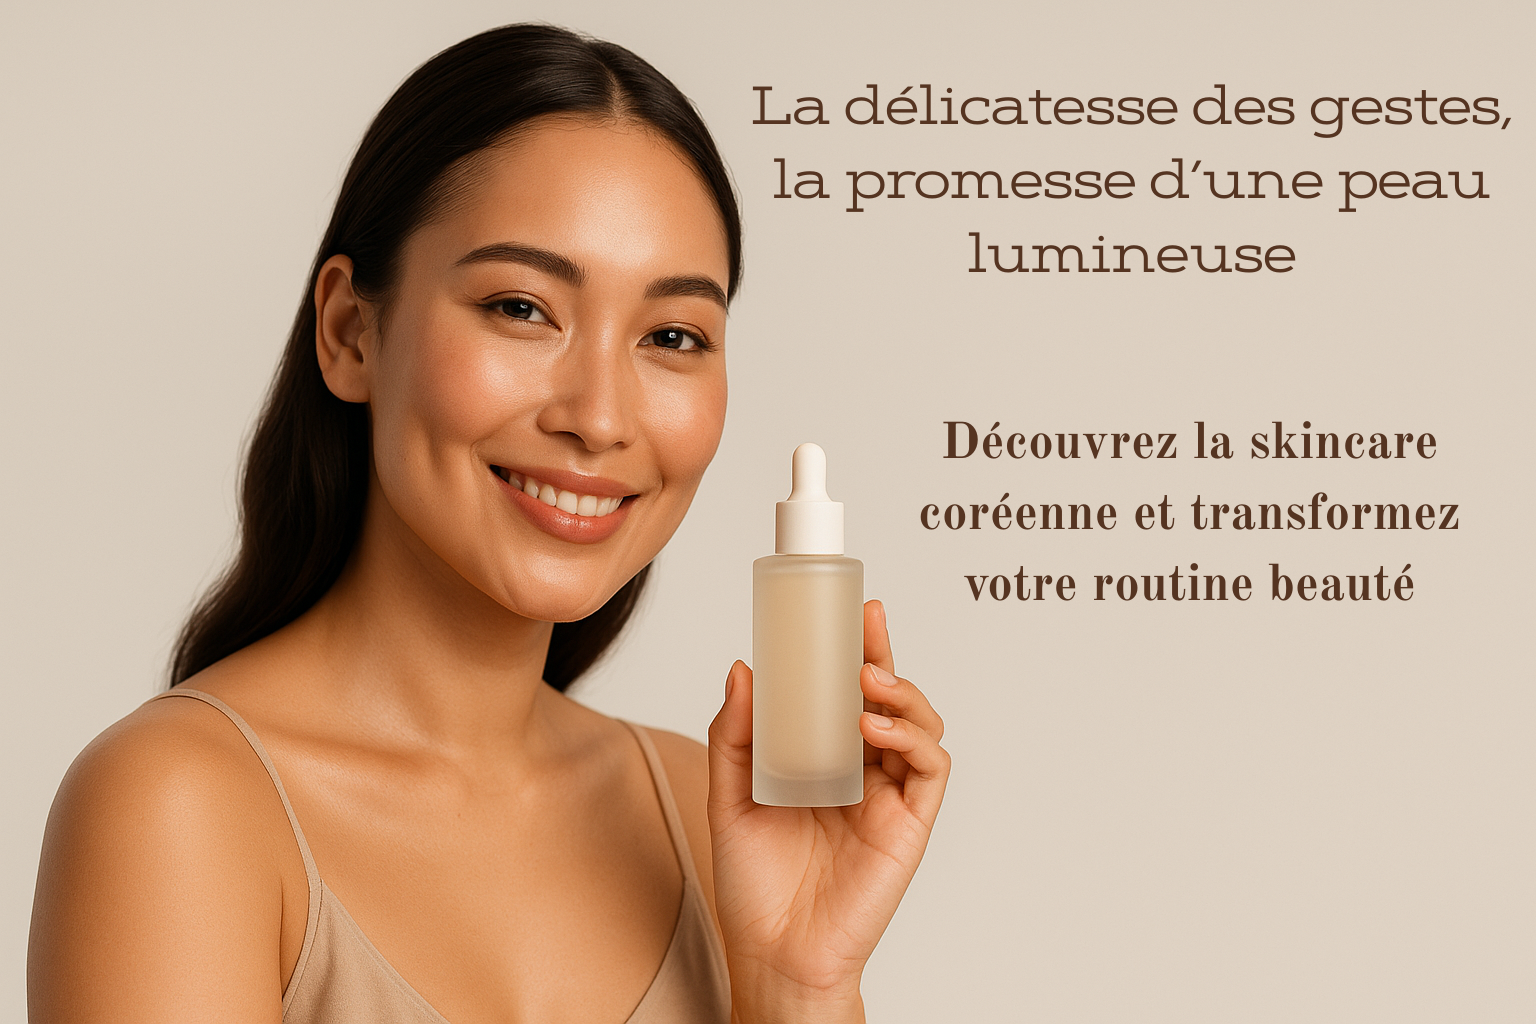 La délicatesse des gestes,
la promesse d'une peau
lumineuse
Découvrez la skincare
coréenne et transformez
votre routine beauté